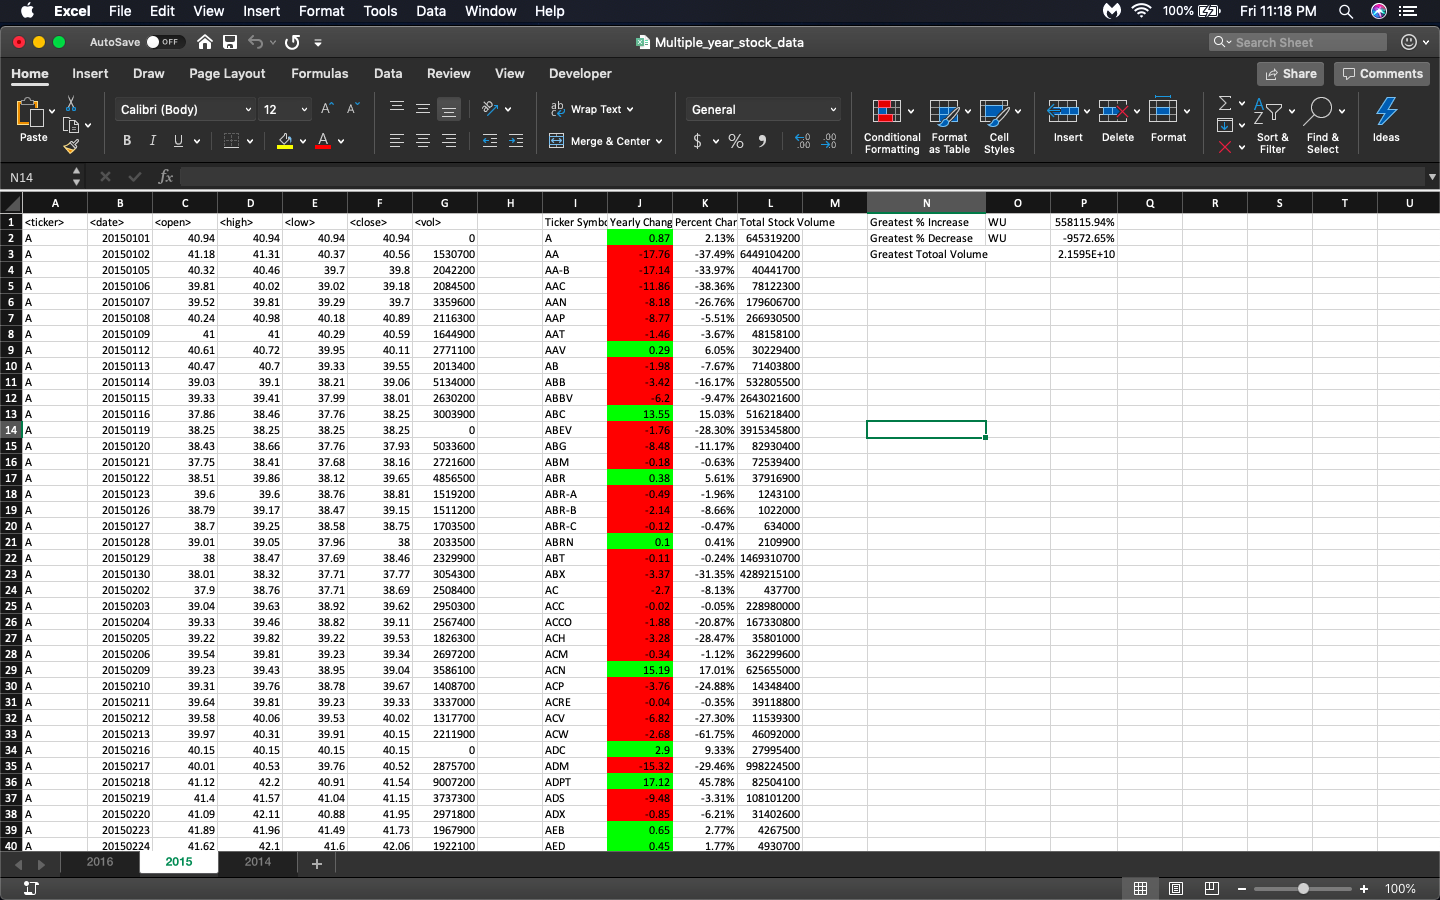 Excel File Edit View Insert Format Tools Data Window Help 100% Fri 11:18 PM
AutoSave OFF Multiple_year_stock_data Search Sheet
Home Insert Draw Page Layout Formulas Data Review View Developer Share Comments
Paste Calibri (Body) 12 Wrap Text General
B I U A Merge & Center $ %
Conditional Formatting Format as Table Cell Styles Insert Delete Format Sort & Filter Find & Select Ideas
N14 fx
A B C D E F G H I J K L M N O P Q R S T U
1 <ticker> <date> <open> <high> <low> <close> <vol> Ticker Symbo Yearly Chang Percent Char Total Stock Volume Greatest % Increase WU 558115.94%
2 A 20150101 40.94 40.94 40.94 40.94 0 A 0.87 2.13% 645319200 Greatest % Decrease WU -9572.65%
3 A 20150102 41.18 41.31 40.37 40.56 1530700 AA -17.76 -37.49% 6449104200 Greatest Totoal Volume 2.1595E+10
4 A 20150105 40.32 40.46 39.7 39.8 2042200 AA-B -17.14 -33.97% 40441700
5 A 20150106 39.81 40.02 39.02 39.18 2084500 AAC -11.86 -38.36% 78122300
6 A 20150107 39.52 39.81 39.29 39.7 3359600 AAN -8.18 -26.76% 179606700
7 A 20150108 40.24 40.98 40.18 40.89 2116300 AAP -8.77 -5.51% 266930500
8 A 20150109 41 41 40.29 40.59 1644900 AAT -1.46 -3.67% 48158100
9 A 20150112 40.61 40.72 39.95 40.11 2771100 AAV 0.29 6.05% 30229400
10 A 20150113 40.47 40.7 39.33 39.55 2013400 AB -1.98 -7.67% 71403800
11 A 20150114 39.03 39.1 38.21 39.06 5134000 ABB -3.42 -16.17% 532805500
12 A 20150115 39.33 39.41 37.99 38.01 2630200 ABBV -6.2 -9.47% 2643021600
13 A 20150116 37.86 38.46 37.76 38.25 3003900 ABC 13.55 15.03% 516218400
14 A 20150119 38.25 38.25 38.25 38.25 0 ABEV -1.76 -28.30% 3915345800
15 A 20150120 38.43 38.66 37.76 37.93 5033600 ABG -8.48 -11.17% 82930400
16 A 20150121 37.75 38.41 37.68 38.16 2721600 ABM -0.18 -0.63% 72539400
17 A 20150122 38.51 39.86 38.12 39.65 4856500 ABR 0.38 5.61% 37916900
18 A 20150123 39.6 39.6 38.76 38.81 1519200 ABR-A -0.49 -1.96% 1243100
19 A 20150126 38.79 39.17 38.47 39.15 1511200 ABR-B -2.14 -8.66% 1022000
20 A 20150127 38.7 39.25 38.58 38.75 1703500 ABR-C -0.12 -0.47% 634000
21 A 20150128 39.01 39.05 37.96 38 2033500 ABRN 0.1 0.41% 2109900
22 A 20150129 38 38.47 37.69 38.46 2329900 ABT -0.11 -0.24% 1469310700
23 A 20150130 38.01 38.32 37.71 37.77 3054300 ABX -3.37 -31.35% 4289215100
24 A 20150202 37.9 38.76 37.71 38.69 2508400 AC -2.7 -8.13% 437700
25 A 20150203 39.04 39.63 38.92 39.62 2950300 ACC -0.02 -0.05% 228980000
26 A 20150204 39.33 39.46 38.82 39.11 2567400 ACCO -1.88 -20.87% 167330800
27 A 20150205 39.22 39.82 39.22 39.53 1826300 ACH -3.28 -28.47% 35801000
28 A 20150206 39.54 39.81 39.23 39.34 2697200 ACM -0.34 -1.12% 362299600
29 A 20150209 39.23 39.43 38.95 39.04 3586100 ACN 15.19 17.01% 625655000
30 A 20150210 39.31 39.76 38.78 39.67 1408700 ACP -3.76 -24.88% 14348400
31 A 20150211 39.64 39.81 39.23 39.33 3337000 ACRE -0.04 -0.35% 39118800
32 A 20150212 39.58 40.06 39.53 40.02 1317700 ACV -6.82 -27.30% 11539300
33 A 20150213 39.97 40.31 39.91 40.15 2211900 ACW -2.68 -61.75% 46092000
34 A 20150216 40.15 40.15 40.15 40.15 0 ADC 2.9 9.33% 27995400
35 A 20150217 40.01 40.53 39.76 40.52 2875700 ADM -15.32 -29.46% 998224500
36 A 20150218 41.12 42.2 40.91 41.54 9007200 ADPT 17.12 45.78% 82504100
37 A 20150219 41.4 41.57 41.04 41.15 3737300 ADS -9.48 -3.31% 108101200
38 A 20150220 41.09 42.11 40.88 41.95 2971800 ADX -0.85 -6.21% 31402600
39 A 20150223 41.89 41.96 41.49 41.73 1967900 AEB 0.65 2.77% 4267500
40 A 20150224 41.62 42.1 41.6 42.06 1922100 AED 0.45 1.77% 4930700
2016 2015 2014 +
100%